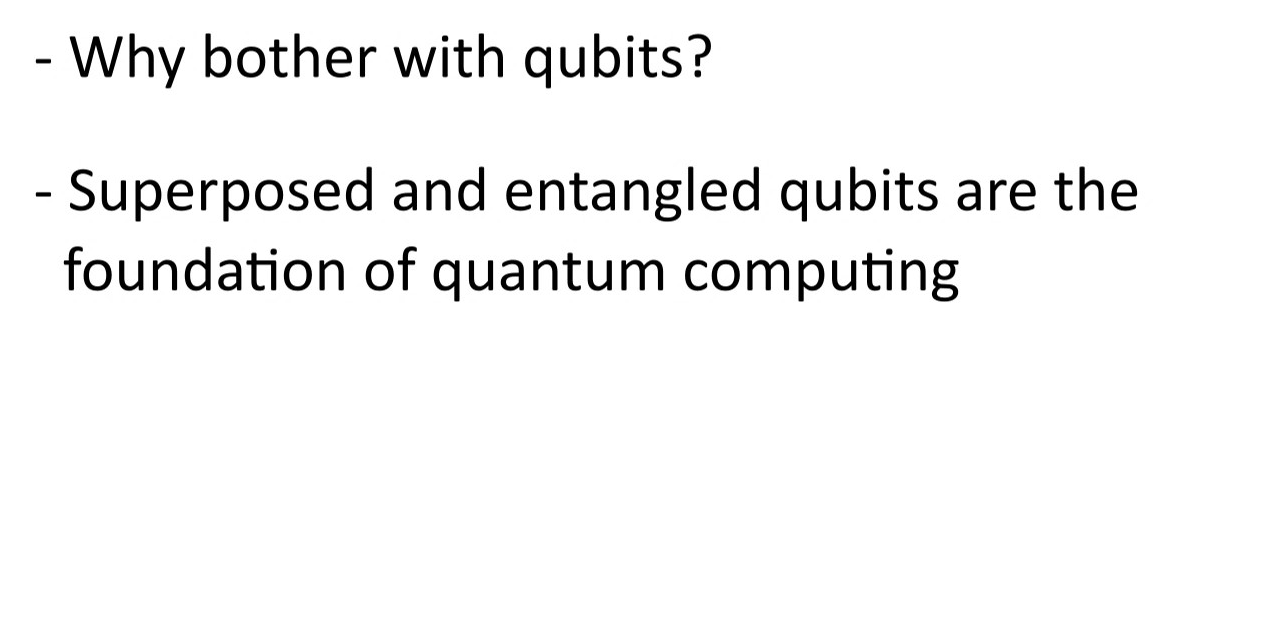 - Why bother with qubits?
- Superposed and entangled qubits are the
foundation of quantum computing